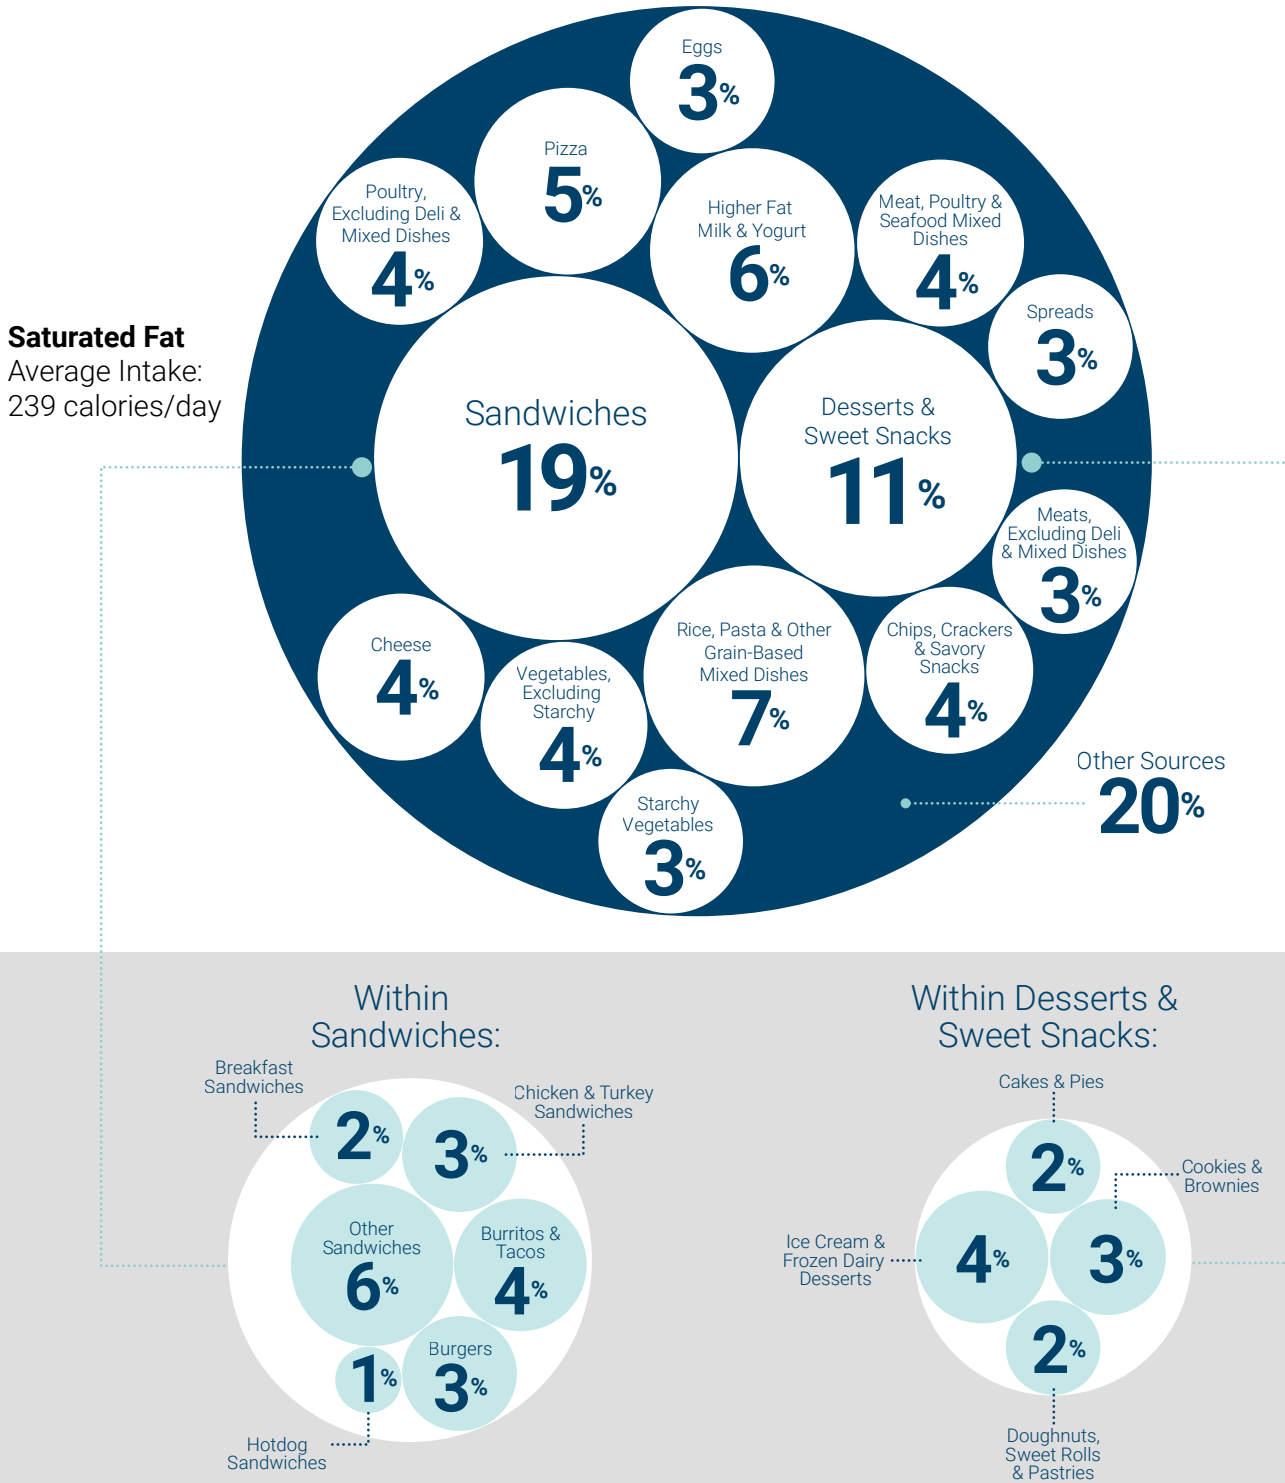 Eggs
3%
Pizza
5%
Poultry,
Excluding Deli &
Mixed Dishes
4%
Higher Fat
Milk & Yogurt
6%
Meat, Poultry &
Seafood Mixed
Dishes
4%
Spreads
3%
Saturated Fat
Average Intake:
239 calories/day
Sandwiches
19%
Desserts &
Sweet Snacks
11%
Meats,
Excluding Deli
& Mixed Dishes
3%
Cheese
4%
Vegetables,
Excluding
Starchy
4%
Rice, Pasta & Other
Grain-Based
Mixed Dishes
7%
Chips, Crackers
& Savory
Snacks
4%
Starchy
Vegetables
3%
Other Sources
20%
Within
Sandwiches:
Breakfast
Sandwiches
2%
Chicken & Turkey
Sandwiches
3%
Other
Sandwiches
6%
Burritos &
Tacos
4%
Burgers
3%
1%
Hotdog
Sandwiches
Within Desserts &
Sweet Snacks:
Cakes & Pies
2%
Cookies &
Brownies
3%
Ice Cream &
Frozen Dairy
Desserts
4%
2%
Doughnuts,
Sweet Rolls
& Pastries